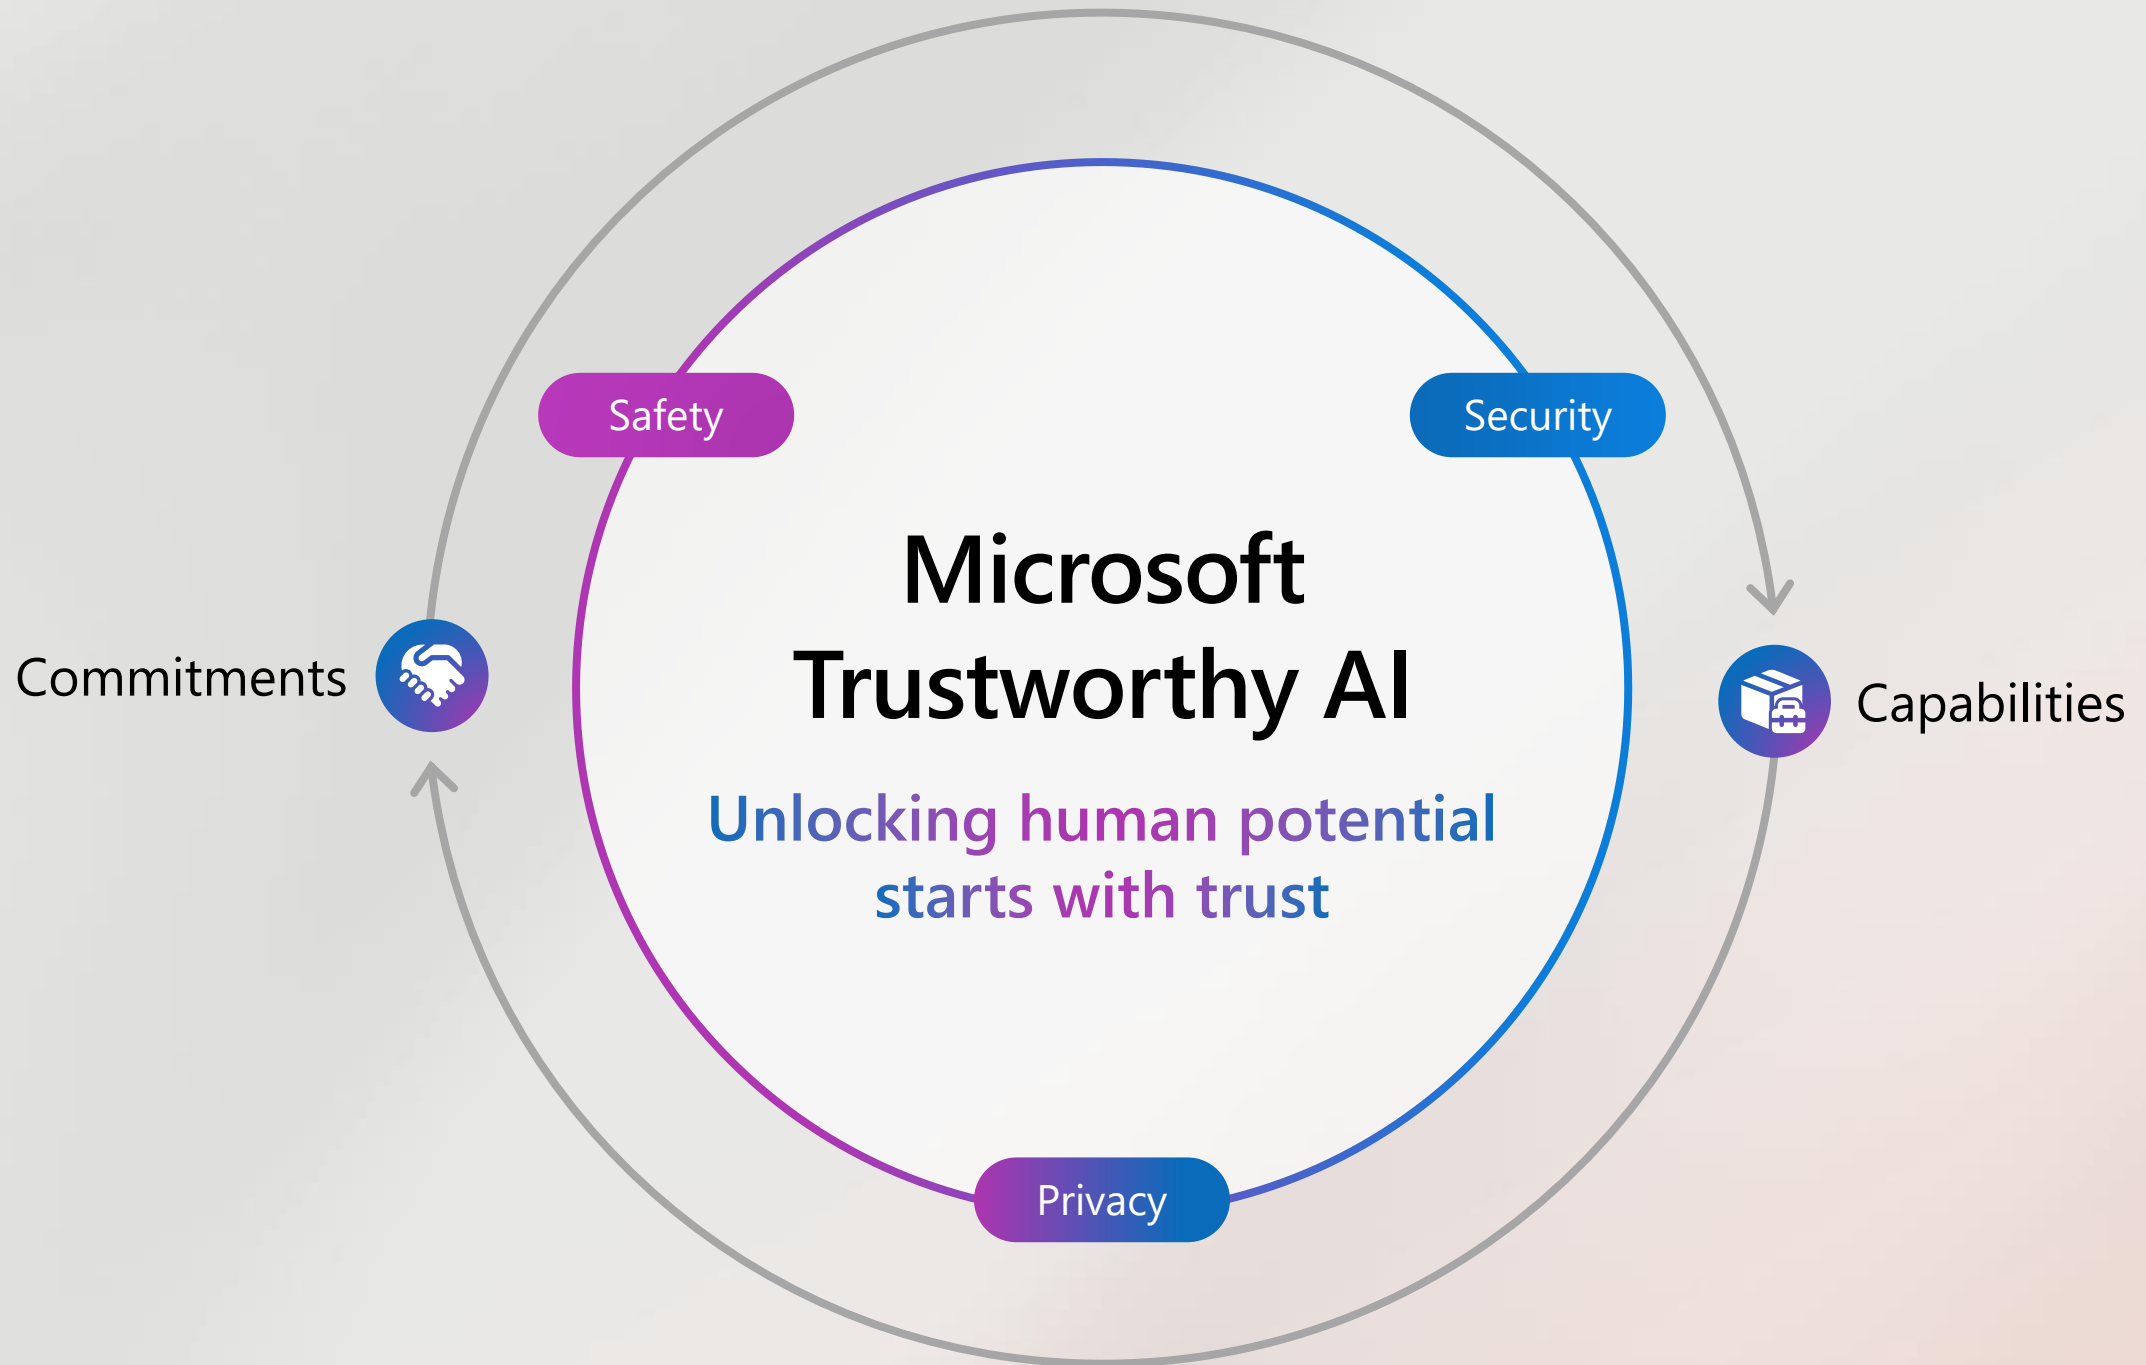 Safety
Security
Microsoft
Trustworthy AI
Commitments
Capabilities
Unlocking human potential
starts with trust
Privacy